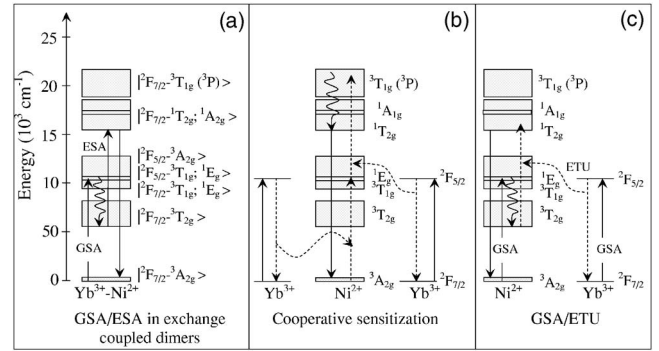 (a)
(b)
(c)
Energy (10³ cm⁻¹)
25
20
15
10
50
0
|²F₇/₂-³T₁g (³P) >
|²F₇/₂-¹T₂g; ¹A₂g >
|²F₅/₂-³A₂g >
|²F₅/₂-³T₁g; ¹Eg >
|²F₇/₂-³T₁g; ¹Eg >
|²F₇/₂-³T₂g >
|²F₇/₂-³A₂g >
ESA
GSA
Yb³⁺-Ni²⁺
GSA/ESA in exchange
coupled dimers
³T₁g (³P)
¹A₁g
¹T₂g
¹Eg
³T₁g
³T₂g
³A₂g
²F₅/₂
²F₇/₂
Yb³⁺
Ni²⁺
Yb³⁺
Cooperative sensitization
³T₁g (³P)
¹A₁g
¹T₂g
ETU
¹Eg
³T₁g
³T₂g
³A₂g
²F₅/₂
²F₇/₂
GSA
GSA
Ni²⁺
Yb³⁺
GSA/ETU